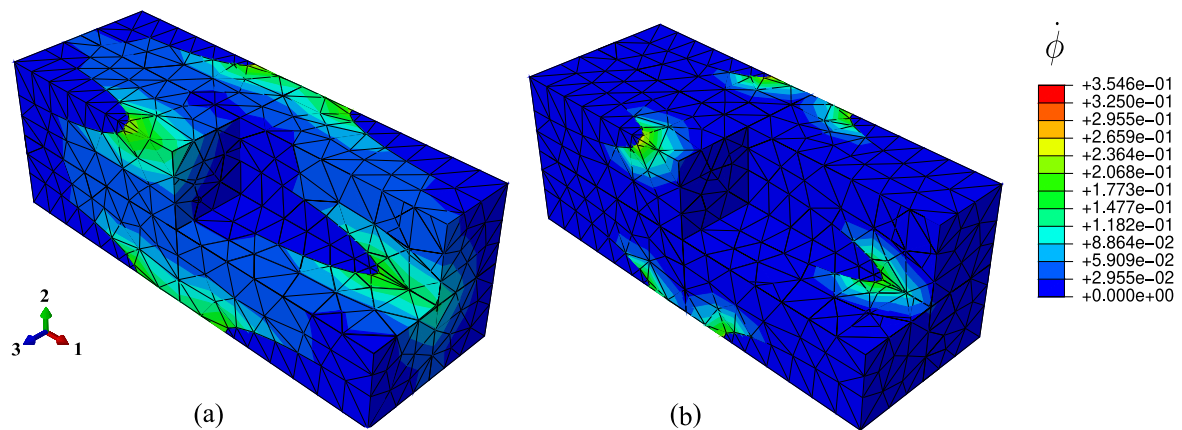 ϕ̇
+3.546e−01
+3.250e−01
+2.955e−01
+2.659e−01
+2.364e−01
+2.068e−01
+1.773e−01
+1.477e−01
+1.182e−01
+8.864e−02
+5.909e−02
+2.955e−02
+0.000e+00
2
3
1
(a)
(b)